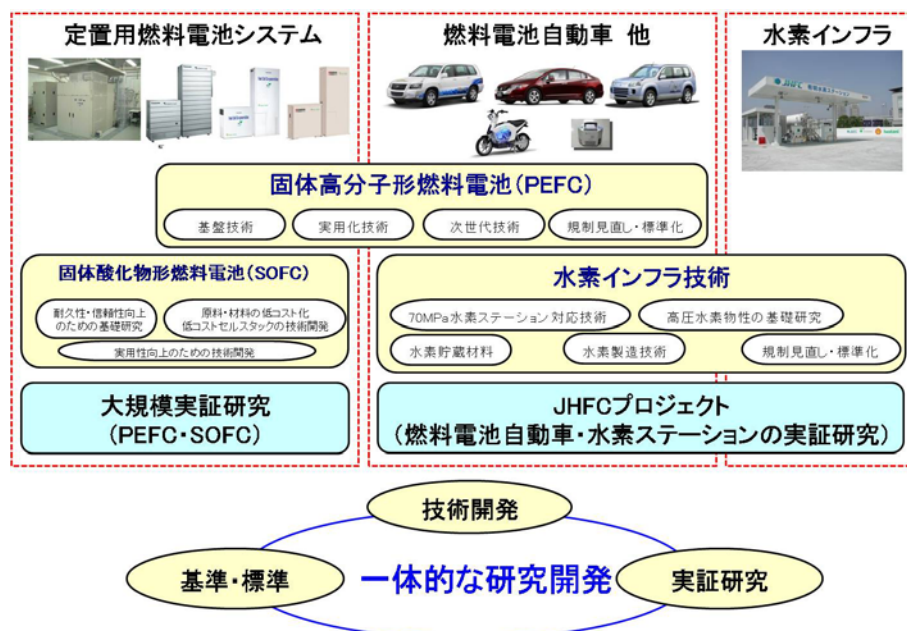 定置用燃料電池システム
燃料電池自動車 他
水素インフラ
固体高分子形燃料電池(PEFC)
基盤技術
実用化技術
次世代技術
規制見直し・標準化
固体酸化物形燃料電池(SOFC)
耐久性・信頼性向上
のための基礎研究
原料・材料の低コスト化
低コストセルスタックの技術開発
実用性向上のための技術開発
水素インフラ技術
70MPa水素ステーション対応技術
高圧水素物性の基礎研究
水素貯蔵材料
水素製造技術
規制見直し・標準化
大規模実証研究
(PEFC・SOFC)
JHFCプロジェクト
(燃料電池自動車・水素ステーションの実証研究)
技術開発
基準・標準
一体的な研究開発
実証研究